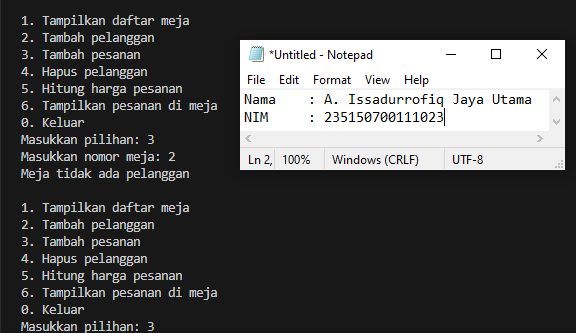 1. Tampilkan daftar meja
2. Tambah pelanggan
3. Tambah pesanan
4. Hapus pelanggan
5. Hitung harga pesanan
6. Tampilkan pesanan di meja
0. Keluar
Masukkan pilihan: 3
Masukkan nomor meja: 2
Meja tidak ada pelanggan
1. Tampilkan daftar meja
2. Tambah pelanggan
3. Tambah pesanan
4. Hapus pelanggan
5. Hitung harga pesanan
6. Tampilkan pesanan di meja
0. Keluar
Masukkan pilihan: 3
*Untitled - Notepad
File Edit Format View Help
Nama : A. Issadurrofiq Jaya Utama
NIM : 235150700111023
Ln 2, 100% Windows (CRLF) UTF-8